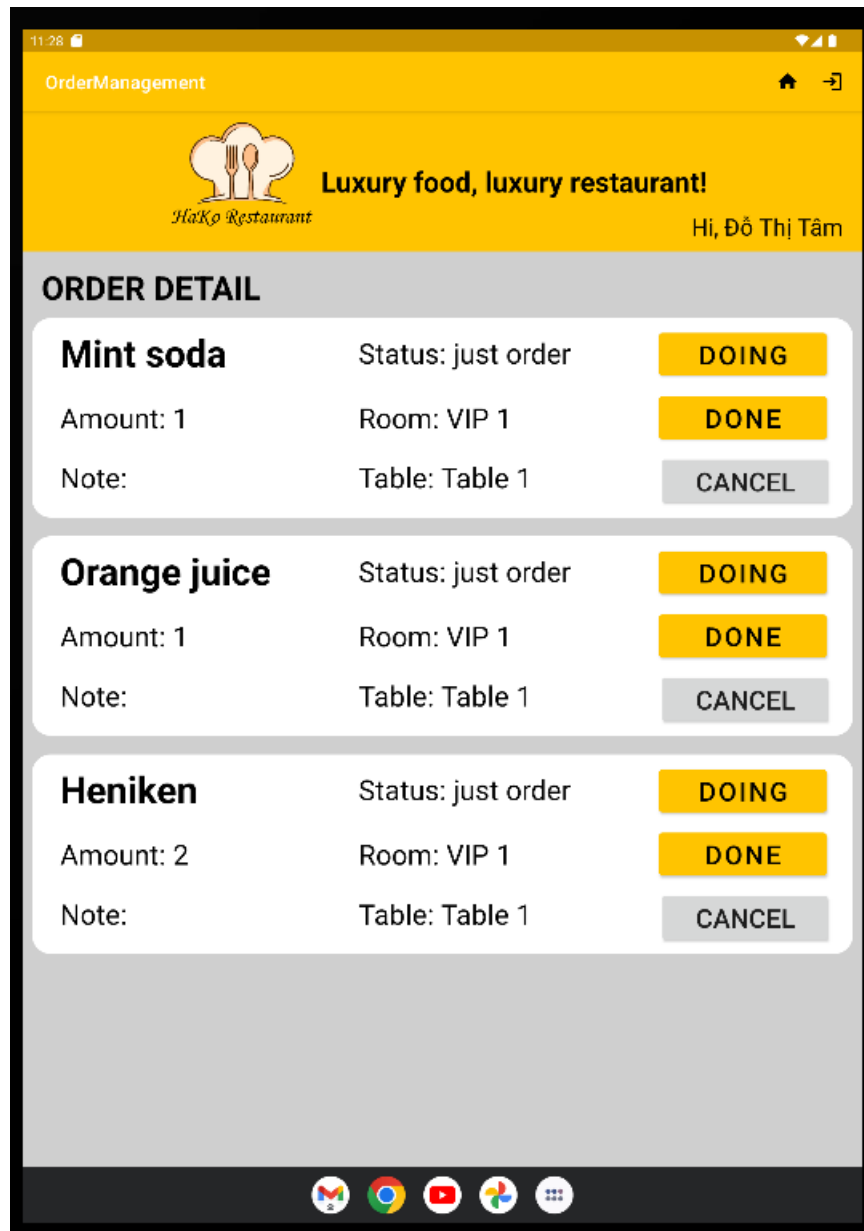 11:28
OrderManagement
Luxury food, luxury restaurant!
HaKo Restaurant
Hi, Đỗ Thị Tâm
ORDER DETAIL
Mint soda Status: just order DOING
Amount: 1 Room: VIP 1 DONE
Note: Table: Table 1 CANCEL
Orange juice Status: just order DOING
Amount: 1 Room: VIP 1 DONE
Note: Table: Table 1 CANCEL
Heniken Status: just order DOING
Amount: 2 Room: VIP 1 DONE
Note: Table: Table 1 CANCEL